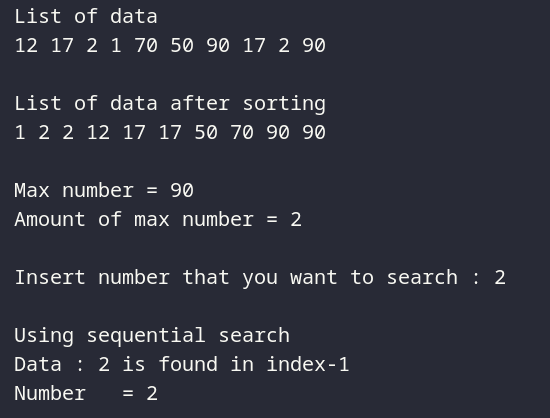 List of data
12 17 2 1 70 50 90 17 2 90
List of data after sorting
1 2 2 12 17 17 50 70 90 90
Max number = 90
Amount of max number = 2
Insert number that you want to search : 2
Using sequential search
Data : 2 is found in index-1
Number   = 2